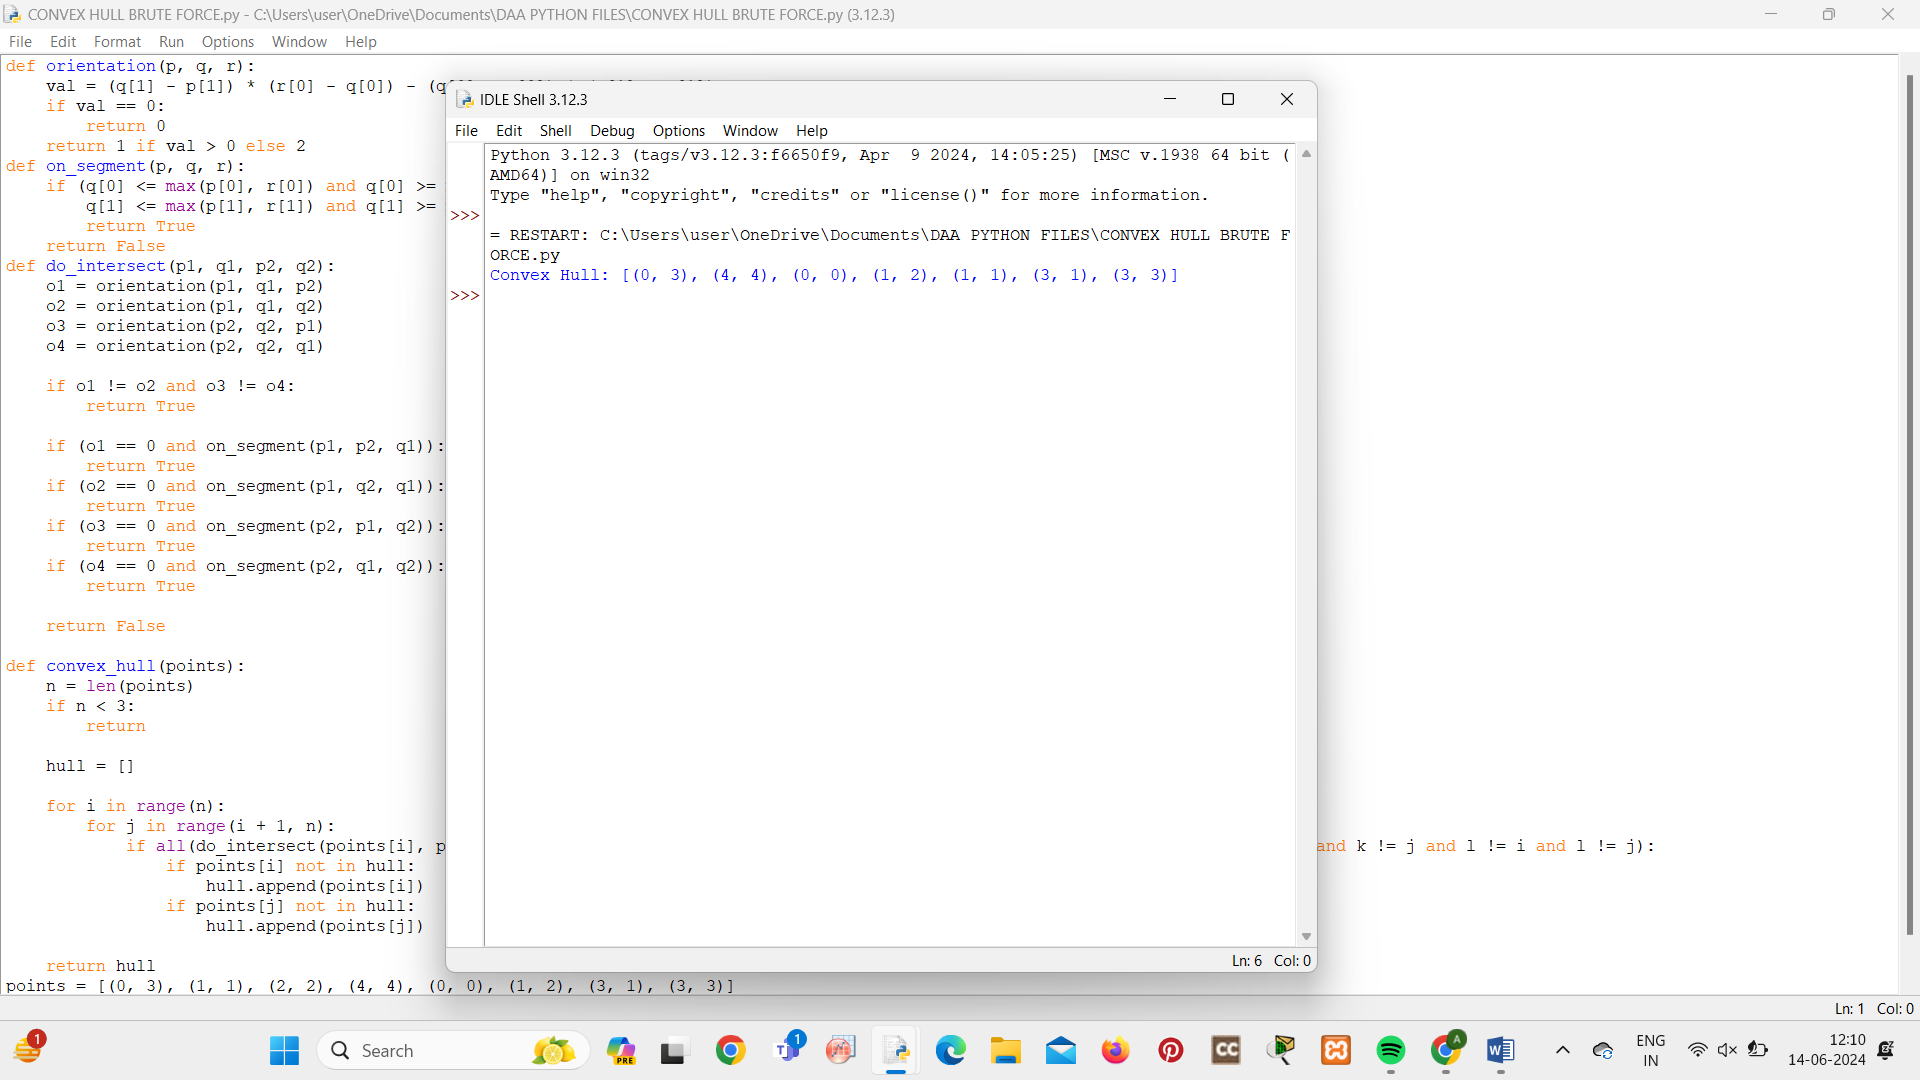 CONVEX HULL BRUTE FORCE.py - C:\Users\user\OneDrive\Documents\DAA PYTHON FILES\CONVEX HULL BRUTE FORCE.py (3.12.3)
File Edit Format Run Options Window Help
def orientation(p, q, r):
    val = (q[1] - p[1]) * (r[0] - q[0]) - (q
    if val == 0:
        return 0
    return 1 if val > 0 else 2
def on_segment(p, q, r):
    if (q[0] <= max(p[0], r[0]) and q[0] >=
        q[1] <= max(p[1], r[1]) and q[1] >=
        return True
    return False
def do_intersect(p1, q1, p2, q2):
    o1 = orientation(p1, q1, p2)
    o2 = orientation(p1, q1, q2)
    o3 = orientation(p2, q2, p1)
    o4 = orientation(p2, q2, q1)
    if o1 != o2 and o3 != o4:
        return True
    if (o1 == 0 and on_segment(p1, p2, q1)):
        return True
    if (o2 == 0 and on_segment(p1, q2, q1)):
        return True
    if (o3 == 0 and on_segment(p2, p1, q2)):
        return True
    if (o4 == 0 and on_segment(p2, q1, q2)):
        return True
    return False
def convex_hull(points):
    n = len(points)
    if n < 3:
        return
    hull = []
    for i in range(n):
        for j in range(i + 1, n):
            if all(do_intersect(points[i], p and k != j and l != i and l != j):
                if points[i] not in hull:
                    hull.append(points[i])
                if points[j] not in hull:
                    hull.append(points[j])
    return hull
points = [(0, 3), (1, 1), (2, 2), (4, 4), (0, 0), (1, 2), (3, 1), (3, 3)]
Ln: 1 Col: 0
IDLE Shell 3.12.3
File Edit Shell Debug Options Window Help
Python 3.12.3 (tags/v3.12.3:f6650f9, Apr  9 2024, 14:05:25) [MSC v.1938 64 bit (
AMD64)] on win32
Type "help", "copyright", "credits" or "license()" for more information.
>>>
= RESTART: C:\Users\user\OneDrive\Documents\DAA PYTHON FILES\CONVEX HULL BRUTE F
ORCE.py
Convex Hull: [(0, 3), (4, 4), (0, 0), (1, 2), (1, 1), (3, 1), (3, 3)]
>>>
Ln: 6 Col: 0
1
Search
PRE
1
CC
A
ENG
IN
12:10
14-06-2024